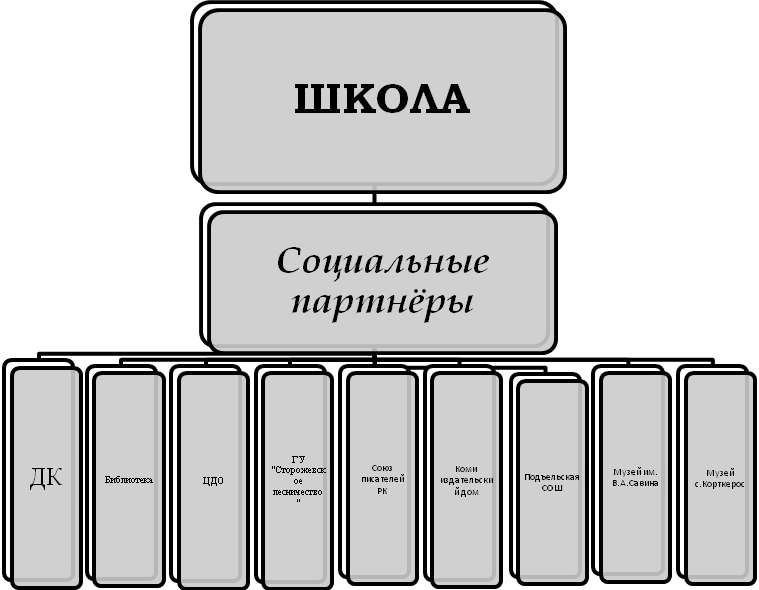 ШКОЛА
Социальные
партнёры
ДК
Библиотека
ЦДО
ГУ
"Сторожевск
ое
лесничество
"
Союз
писателей
РК
Коми
издательски
й дом
Подъельская
СОШ
Музей им.
В.А.Савина
Музей
с.Корткерос